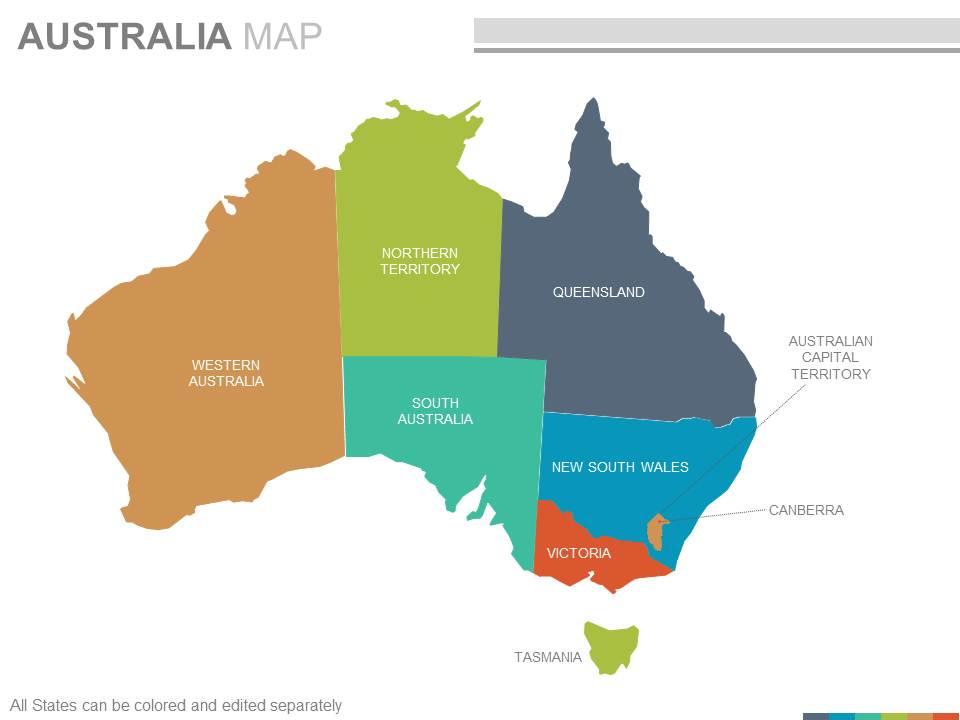 AUSTRALIA MAP
NORTHERN
TERRITORY
QUEENSLAND
AUSTRALIAN
CAPITAL
TERRITORY
WESTERN
AUSTRALIA
SOUTH
AUSTRALIA
NEW SOUTH WALES
CANBERRA
VICTORIA
TASMANIA
All States can be colored and edited separately